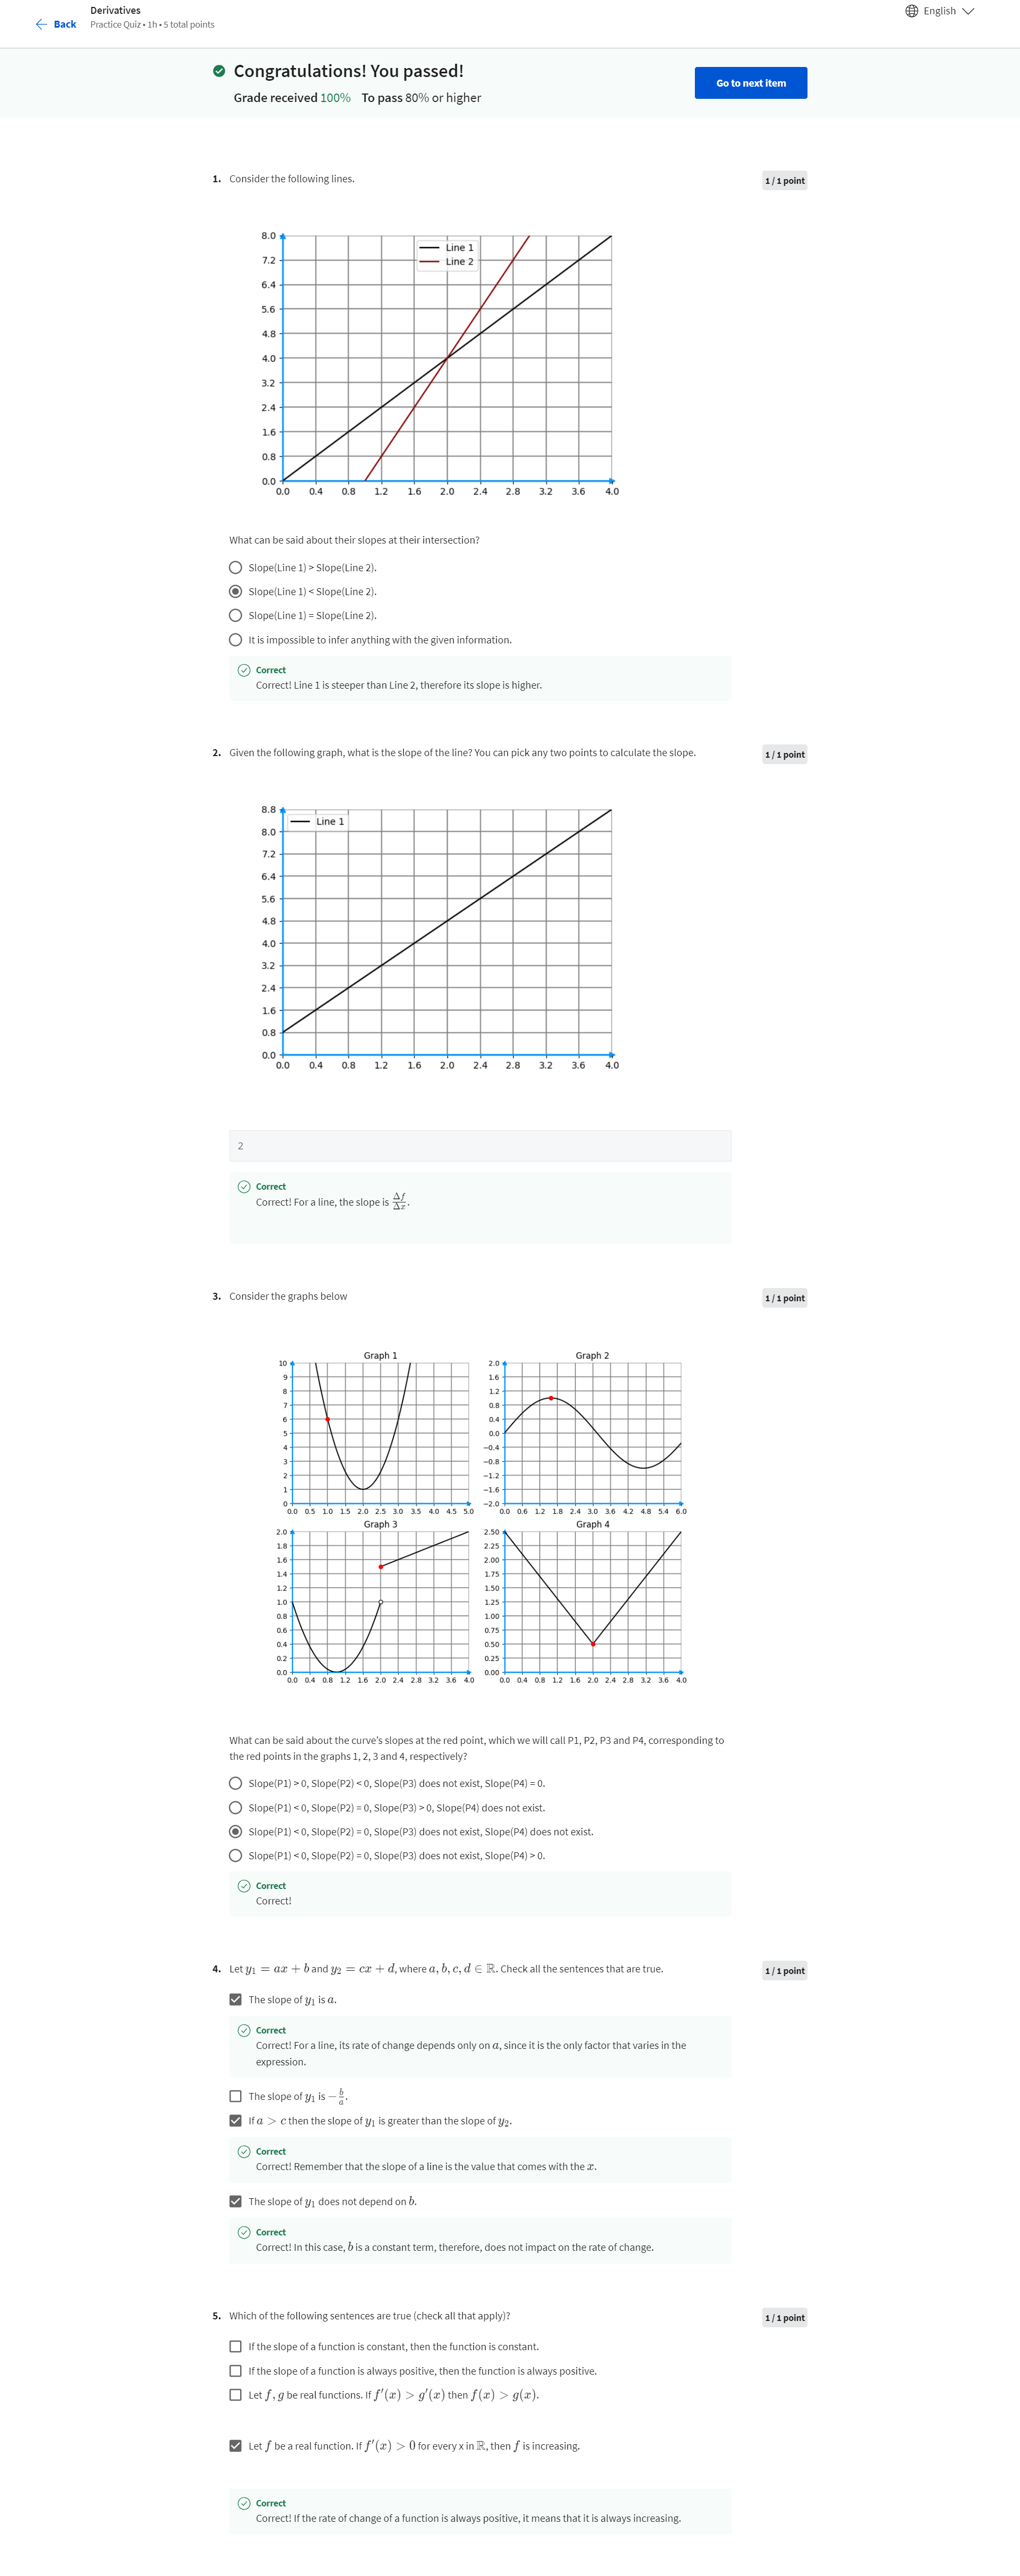 Back
Derivatives
Practice Quiz • 1h • 5 total points
English
Congratulations! You passed!
Grade received 100% To pass 80% or higher
Go to next item
1. Consider the following lines.
1 / 1 point
Line 1
Line 2
8.0
7.2
6.4
5.6
4.8
4.0
3.2
2.4
1.6
0.8
0.0
0.0 0.4 0.8 1.2 1.6 2.0 2.4 2.8 3.2 3.6 4.0
What can be said about their slopes at their intersection?
Slope(Line 1) > Slope(Line 2).
Slope(Line 1) < Slope(Line 2).
Slope(Line 1) = Slope(Line 2).
It is impossible to infer anything with the given information.
Correct
Correct! Line 1 is steeper than Line 2, therefore its slope is higher.
2. Given the following graph, what is the slope of the line? You can pick any two points to calculate the slope.
1 / 1 point
Line 1
8.8
8.0
7.2
6.4
5.6
4.8
4.0
3.2
2.4
1.6
0.8
0.0
0.0 0.4 0.8 1.2 1.6 2.0 2.4 2.8 3.2 3.6 4.0
2
Correct
Correct! For a line, the slope is Δf/Δx.
3. Consider the graphs below
1 / 1 point
Graph 1
10
9
8
7
6
5
4
3
2
1
0
0.0 0.5 1.0 1.5 2.0 2.5 3.0 3.5 4.0 4.5 5.0
Graph 2
2.0
1.6
1.2
0.8
0.4
0.0
−0.4
−0.8
−1.2
−1.6
−2.0
0.0 0.6 1.2 1.8 2.4 3.0 3.6 4.2 4.8 5.4 6.0
Graph 3
2.0
1.8
1.6
1.4
1.2
1.0
0.8
0.6
0.4
0.2
0.0
0.0 0.4 0.8 1.2 1.6 2.0 2.4 2.8 3.2 3.6 4.0
Graph 4
2.50
2.25
2.00
1.75
1.50
1.25
1.00
0.75
0.50
0.25
0.00
0.0 0.4 0.8 1.2 1.6 2.0 2.4 2.8 3.2 3.6 4.0
What can be said about the curve's slopes at the red point, which we will call P1, P2, P3 and P4, corresponding to
the red points in the graphs 1, 2, 3 and 4, respectively?
Slope(P1) > 0, Slope(P2) < 0, Slope(P3) does not exist, Slope(P4) = 0.
Slope(P1) < 0, Slope(P2) = 0, Slope(P3) > 0, Slope(P4) does not exist.
Slope(P1) < 0, Slope(P2) = 0, Slope(P3) does not exist, Slope(P4) does not exist.
Slope(P1) < 0, Slope(P2) = 0, Slope(P3) does not exist, Slope(P4) > 0.
Correct
Correct!
4. Let y₁ = ax + b and y₂ = cx + d, where a, b, c, d ∈ ℝ. Check all the sentences that are true.
1 / 1 point
The slope of y₁ is a.
Correct
Correct! For a line, its rate of change depends only on a, since it is the only factor that varies in the
expression.
The slope of y₁ is −b/a.
If a > c then the slope of y₁ is greater than the slope of y₂.
Correct
Correct! Remember that the slope of a line is the value that comes with the x.
The slope of y₁ does not depend on b.
Correct
Correct! In this case, b is a constant term, therefore, does not impact on the rate of change.
5. Which of the following sentences are true (check all that apply)?
1 / 1 point
If the slope of a function is constant, then the function is constant.
If the slope of a function is always positive, then the function is always positive.
Let f, g be real functions. If f′(x) > g′(x) then f(x) > g(x).
Let f be a real function. If f′(x) > 0 for every x in ℝ, then f is increasing.
Correct
Correct! If the rate of change of a function is always positive, it means that it is always increasing.